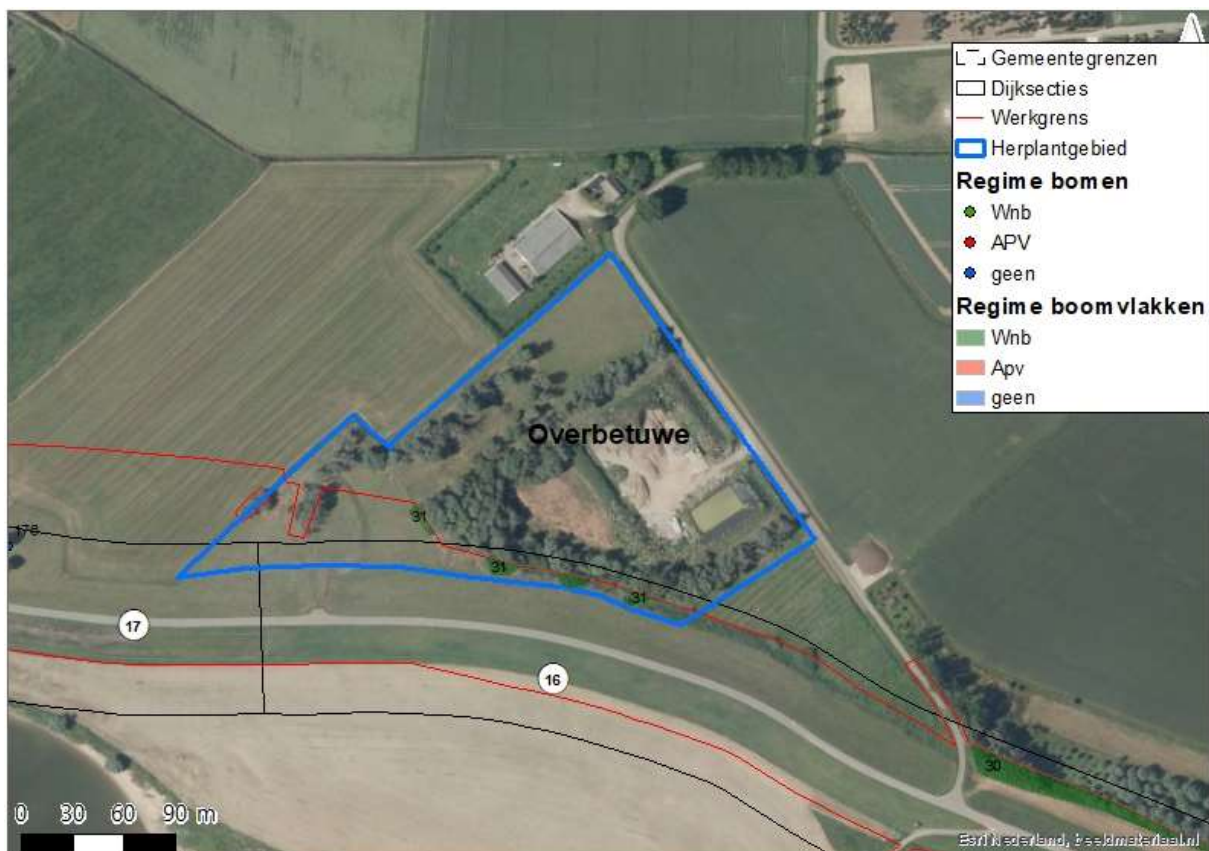 Gemeentegrenzen
Dijksecties
Werkgrens
Herplantgebied
Regime bomen
Wnb
APV
geen
Regime boomvlakken
Wnb
Apv
geen
Overbetuwe
31
31
31
17
16
30
0 30 60 90 m
Esri Nederland, beeldmateriaal.nl